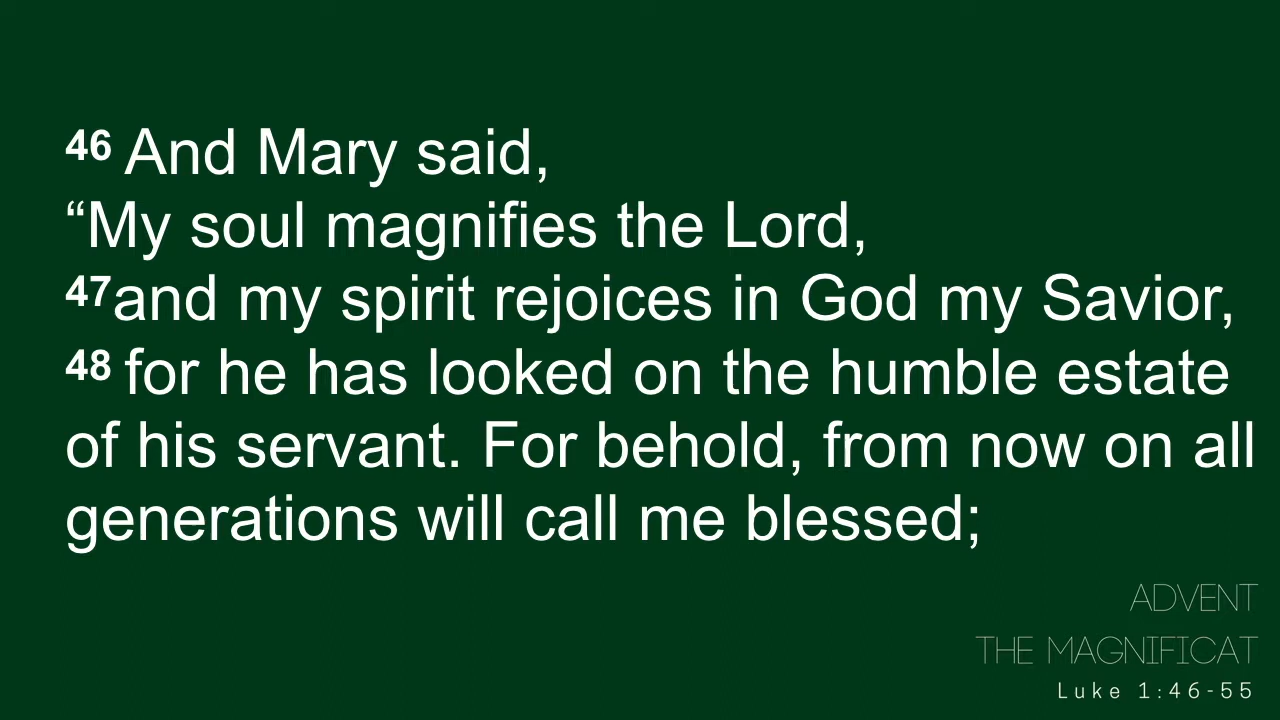 46 And Mary said,
“My soul magnifies the Lord,
47and my spirit rejoices in God my Savior,
48 for he has looked on the humble estate
of his servant. For behold, from now on all
generations will call me blessed;
ADVENT
THE MAGNIFICAT
Luke 1:46-55